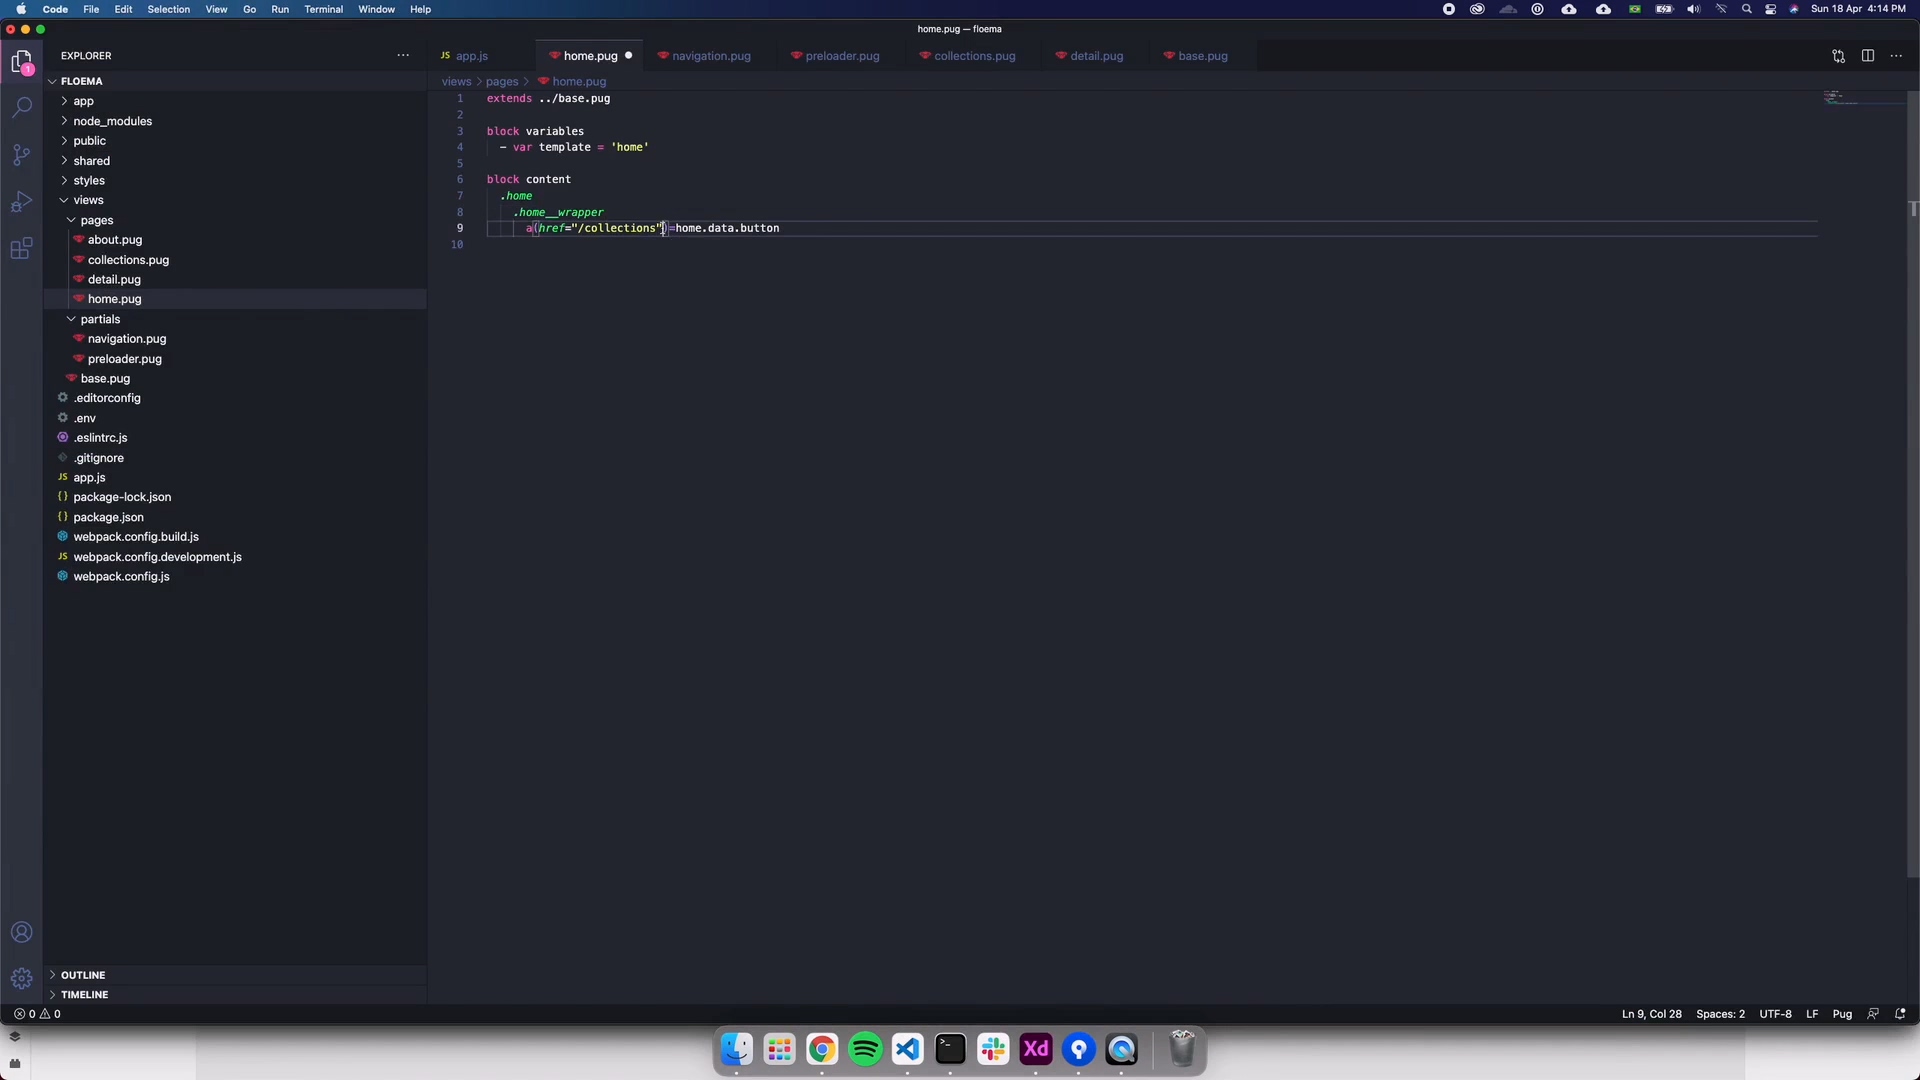 Code File Edit Selection View Go Run Terminal Window Help
Sun 18 Apr 4:14 PM
home.pug — floema
EXPLORER
JS app.js
home.pug
navigation.pug
preloader.pug
collections.pug
detail.pug
base.pug
views > pages > home.pug
FLOEMA
app
node_modules
public
shared
styles
views
pages
about.pug
collections.pug
detail.pug
home.pug
partials
navigation.pug
preloader.pug
base.pug
.editorconfig
.env
.eslintrc.js
.gitignore
JS app.js
{} package-lock.json
{} package.json
webpack.config.build.js
JS webpack.config.development.js
webpack.config.js
1 extends ../base.pug
2
3 block variables
4 - var template = 'home'
5
6 block content
7 .home
8 .home__wrapper
9 a(href="/collections")=home.data.button
10
1
OUTLINE
TIMELINE
0 0
Ln 9, Col 28 Spaces: 2 UTF-8 LF Pug
Xd